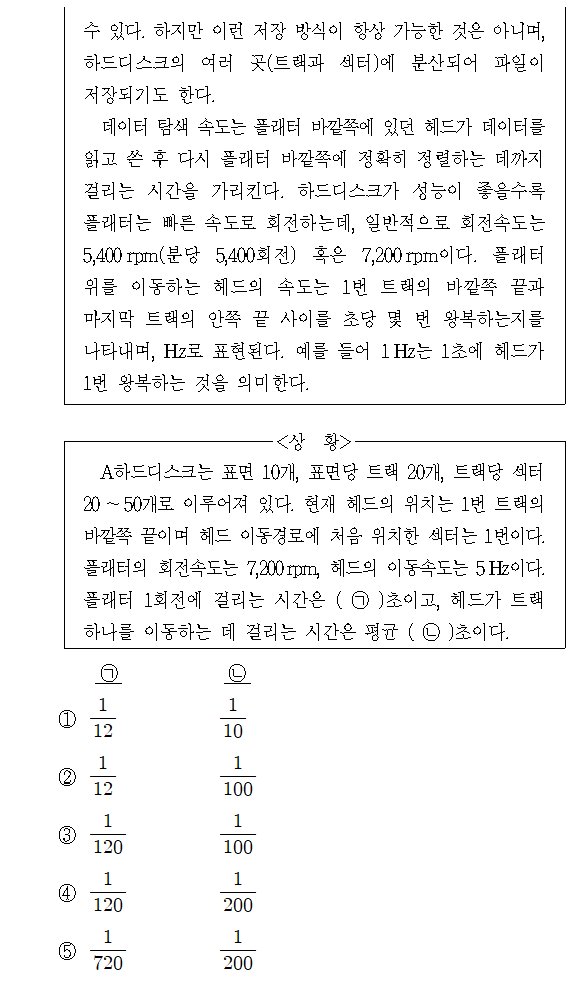 수 있다. 하지만 이런 저장 방식이 항상 가능한 것은 아니며,
하드디스크의 여러 곳(트랙과 섹터)에 분산되어 파일이
저장되기도 한다.
데이터 탐색 속도는 플래터 바깥쪽에 있던 헤드가 데이터를
읽고 쓴 후 다시 플래터 바깥쪽에 정확히 정렬하는 데까지
걸리는 시간을 가리킨다. 하드디스크가 성능이 좋을수록
플래터는 빠른 속도로 회전하는데, 일반적으로 회전속도는
5,400 rpm(분당 5,400회전) 혹은 7,200 rpm이다. 플래터
위를 이동하는 헤드의 속도는 1번 트랙의 바깥쪽 끝과
마지막 트랙의 안쪽 끝 사이를 초당 몇 번 왕복하는지를
나타내며, Hz로 표현된다. 예를 들어 1 Hz는 1초에 헤드가
1번 왕복하는 것을 의미한다.
<상 황>
A하드디스크는 표면 10개, 표면당 트랙 20개, 트랙당 섹터
20 ~ 50개로 이루어져 있다. 현재 헤드의 위치는 1번 트랙의
바깥쪽 끝이며 헤드 이동경로에 처음 위치한 섹터는 1번이다.
플래터의 회전속도는 7,200 rpm, 헤드의 이동속도는 5 Hz이다.
플래터 1회전에 걸리는 시간은 ( ㉠ )초이고, 헤드가 트랙
하나를 이동하는 데 걸리는 시간은 평균 ( ㉡ )초이다.
㉠ ㉡
① 1/12 1/10
② 1/12 1/100
③ 1/120 1/100
④ 1/120 1/200
⑤ 1/720 1/200